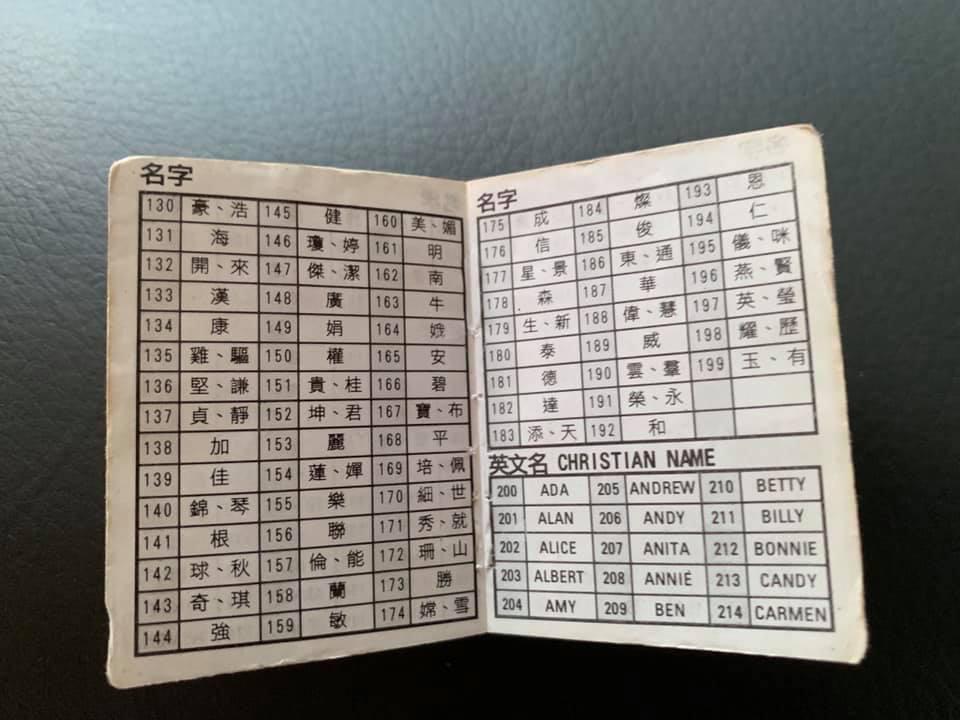 名字
130 豪、浩 145 健 160 美、媚
131 海 146 瓊、婷 161 明
132 開、來 147 傑、潔 162 南
133 漢 148 廣 163 牛
134 康 149 娟 164 娥
135 雞、驅 150 權 165 安
136 堅、謙 151 貴、桂 166 碧
137 貞、靜 152 坤、君 167 寶、布
138 加 153 麗 168 平
139 佳 154 蓮、嬋 169 培、佩
140 錦、琴 155 樂 170 細、世
141 根 156 聯 171 秀、就
142 球、秋 157 倫、能 172 珊、山
143 奇、琪 158 蘭 173 勝
144 強 159 敏 174 嫦、雪
名字
175 成 184 燦 193 恩
176 信 185 俊 194 仁
177 星、景 186 東、通 195 儀、咪
178 森 187 華 196 燕、賢
179 生、新 188 偉、慧 197 英、瑩
180 泰 189 威 198 耀、歷
181 德 190 雲、羣 199 玉、有
182 達 191 榮、永
183 添、天 192 和
英文名 CHRISTIAN NAME
200 ADA 205 ANDREW 210 BETTY
201 ALAN 206 ANDY 211 BILLY
202 ALICE 207 ANITA 212 BONNIE
203 ALBERT 208 ANNIE 213 CANDY
204 AMY 209 BEN 214 CARMEN